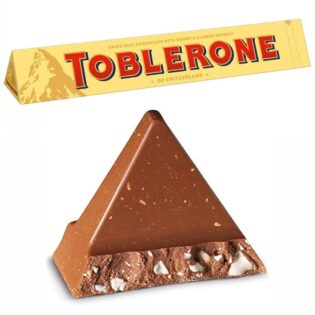 SWISS MILK CHOCOLATE WITH HONEY & ALMOND NOUGAT
TOBLERONE
OF SWITZERLAND